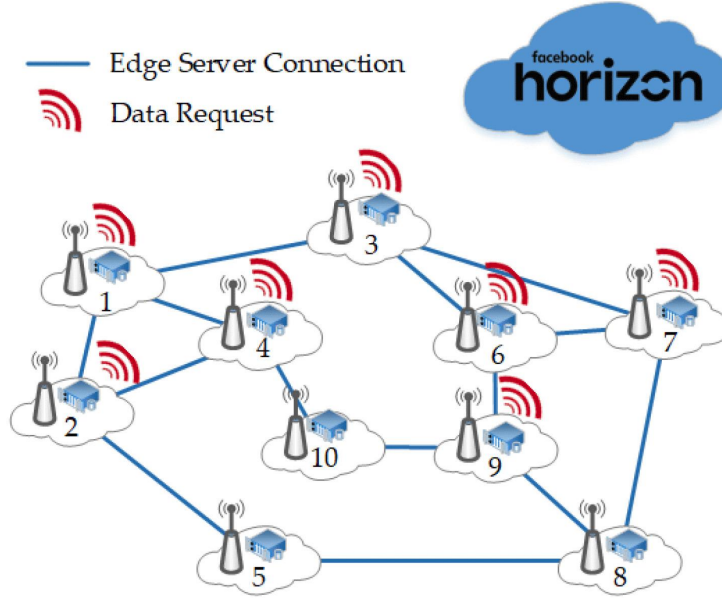 Edge Server Connection
Data Request
facebook
horizon
3
1
4
6
7
2
10
9
5
8